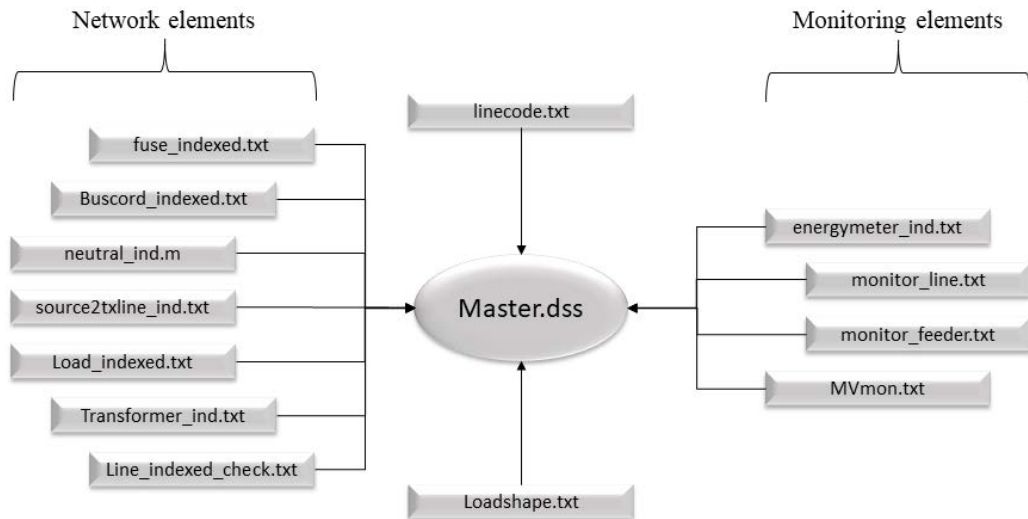 Network elements
Monitoring elements
linecode.txt
fuse_indexed.txt
Buscord_indexed.txt
neutral_ind.m
source2txline_ind.txt
Load_indexed.txt
Transformer_ind.txt
Line_indexed_check.txt
Master.dss
energymeter_ind.txt
monitor_line.txt
monitor_feeder.txt
MVmon.txt
Loadshape.txt